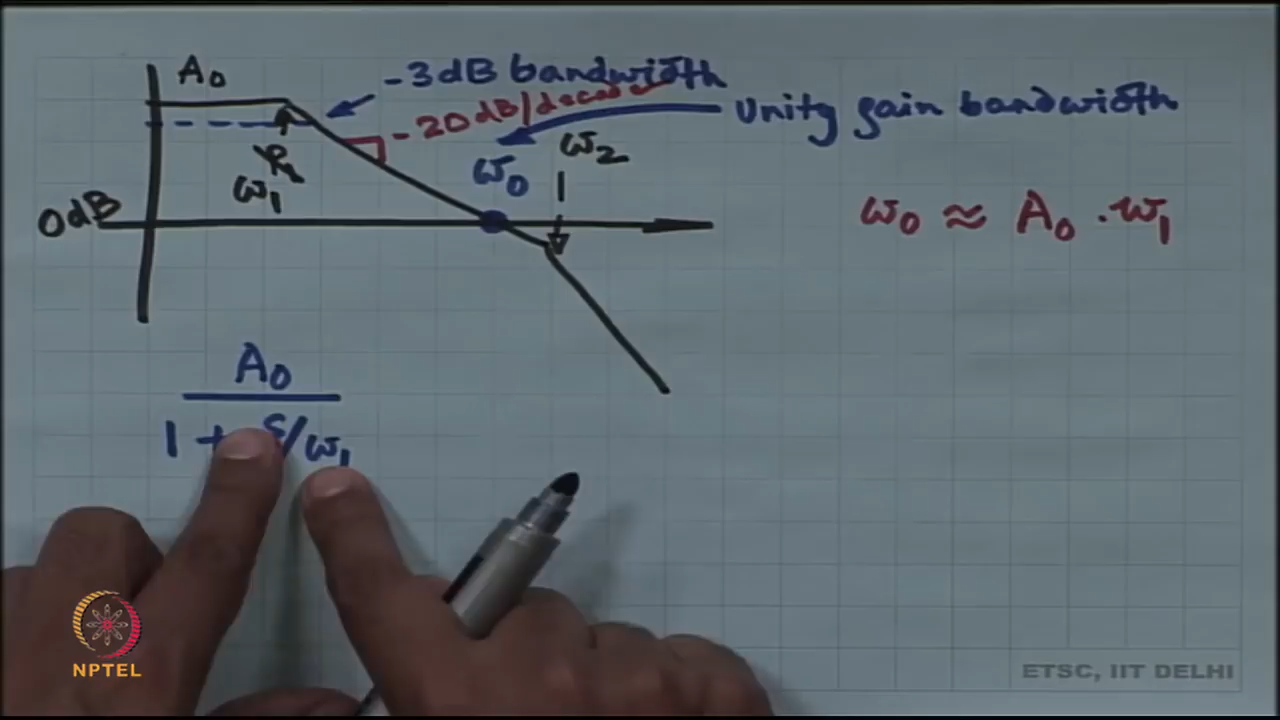 A₀
-3dB bandwidth
-20dB/decade
Unity gain bandwidth
ω₂
ω₀
ω₁
0dB
ω₀ ≈ A₀ . ω₁
A₀
1 + s/ω₁
NPTEL
ETSC, IIT DELHI